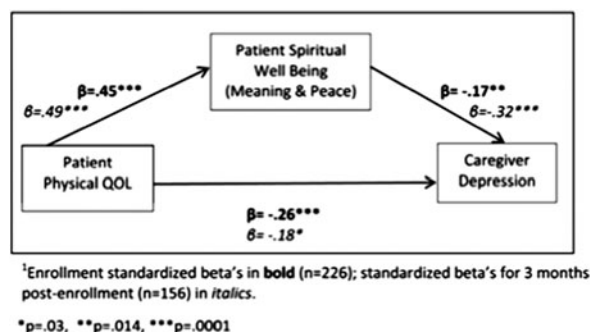 Patient Spiritual
Well Being
(Meaning & Peace)
β=.45***
β=.49***
β= -.17**
β=-.32***
Patient
Physical QOL
Caregiver
Depression
β= -.26***
β= -.18*
¹Enrollment standardized beta's in bold (n=226); standardized beta's for 3 months
post-enrollment (n=156) in italics.
*p=.03, **p=.014, ***p=.0001